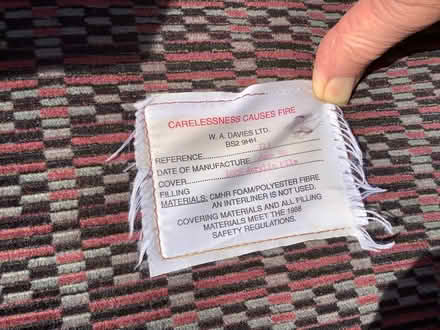 CARELESSNESS CAUSES FIRE
W. A. DAVIES LTD.
BS2 9HH
REFERENCE
DATE OF MANUFACTURE
COVER
FILLING
MATERIALS: CMHR FOAM/POLYESTER FIBRE
AN INTERLINER IS NOT USED.
COVERING MATERIALS AND ALL FILLING
MATERIALS MEET THE 1988
SAFETY REGULATIONS.